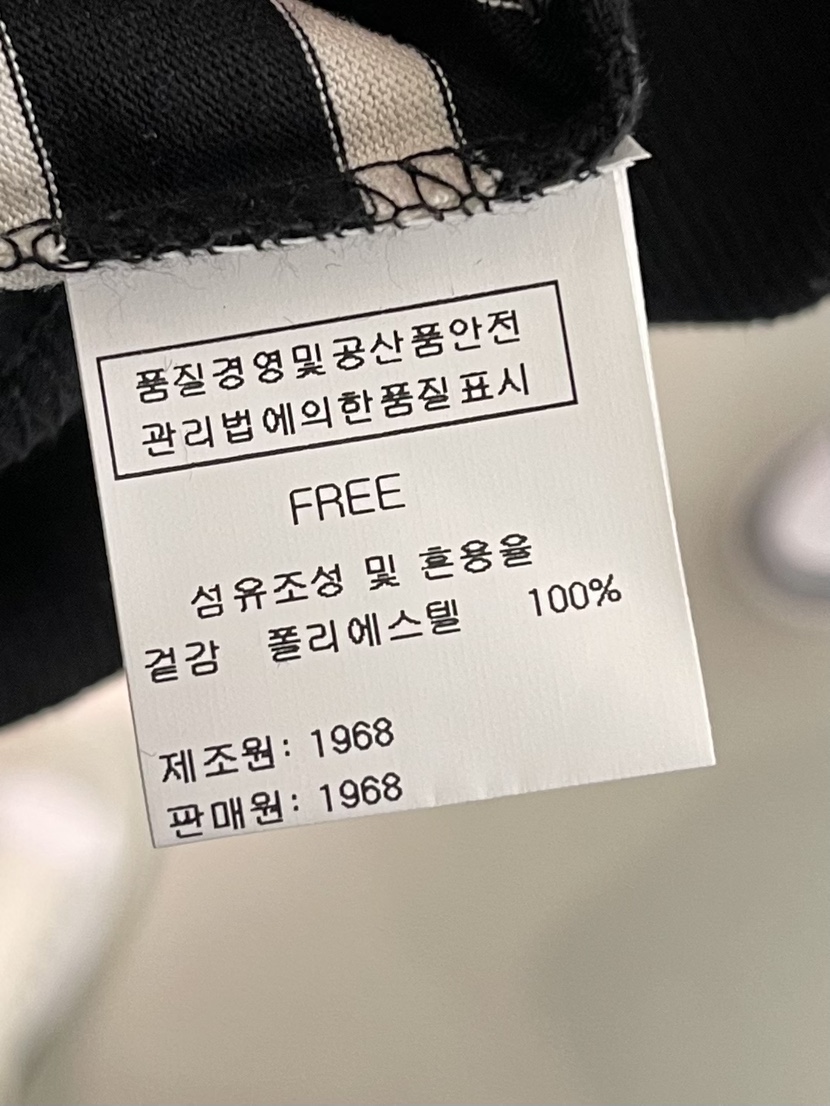 품질경영및공산품안전
관리법에의한품질표시
FREE
섬유조성 및 혼용율
겉감 폴리에스텔 100%
제조원: 1968
판매원: 1968